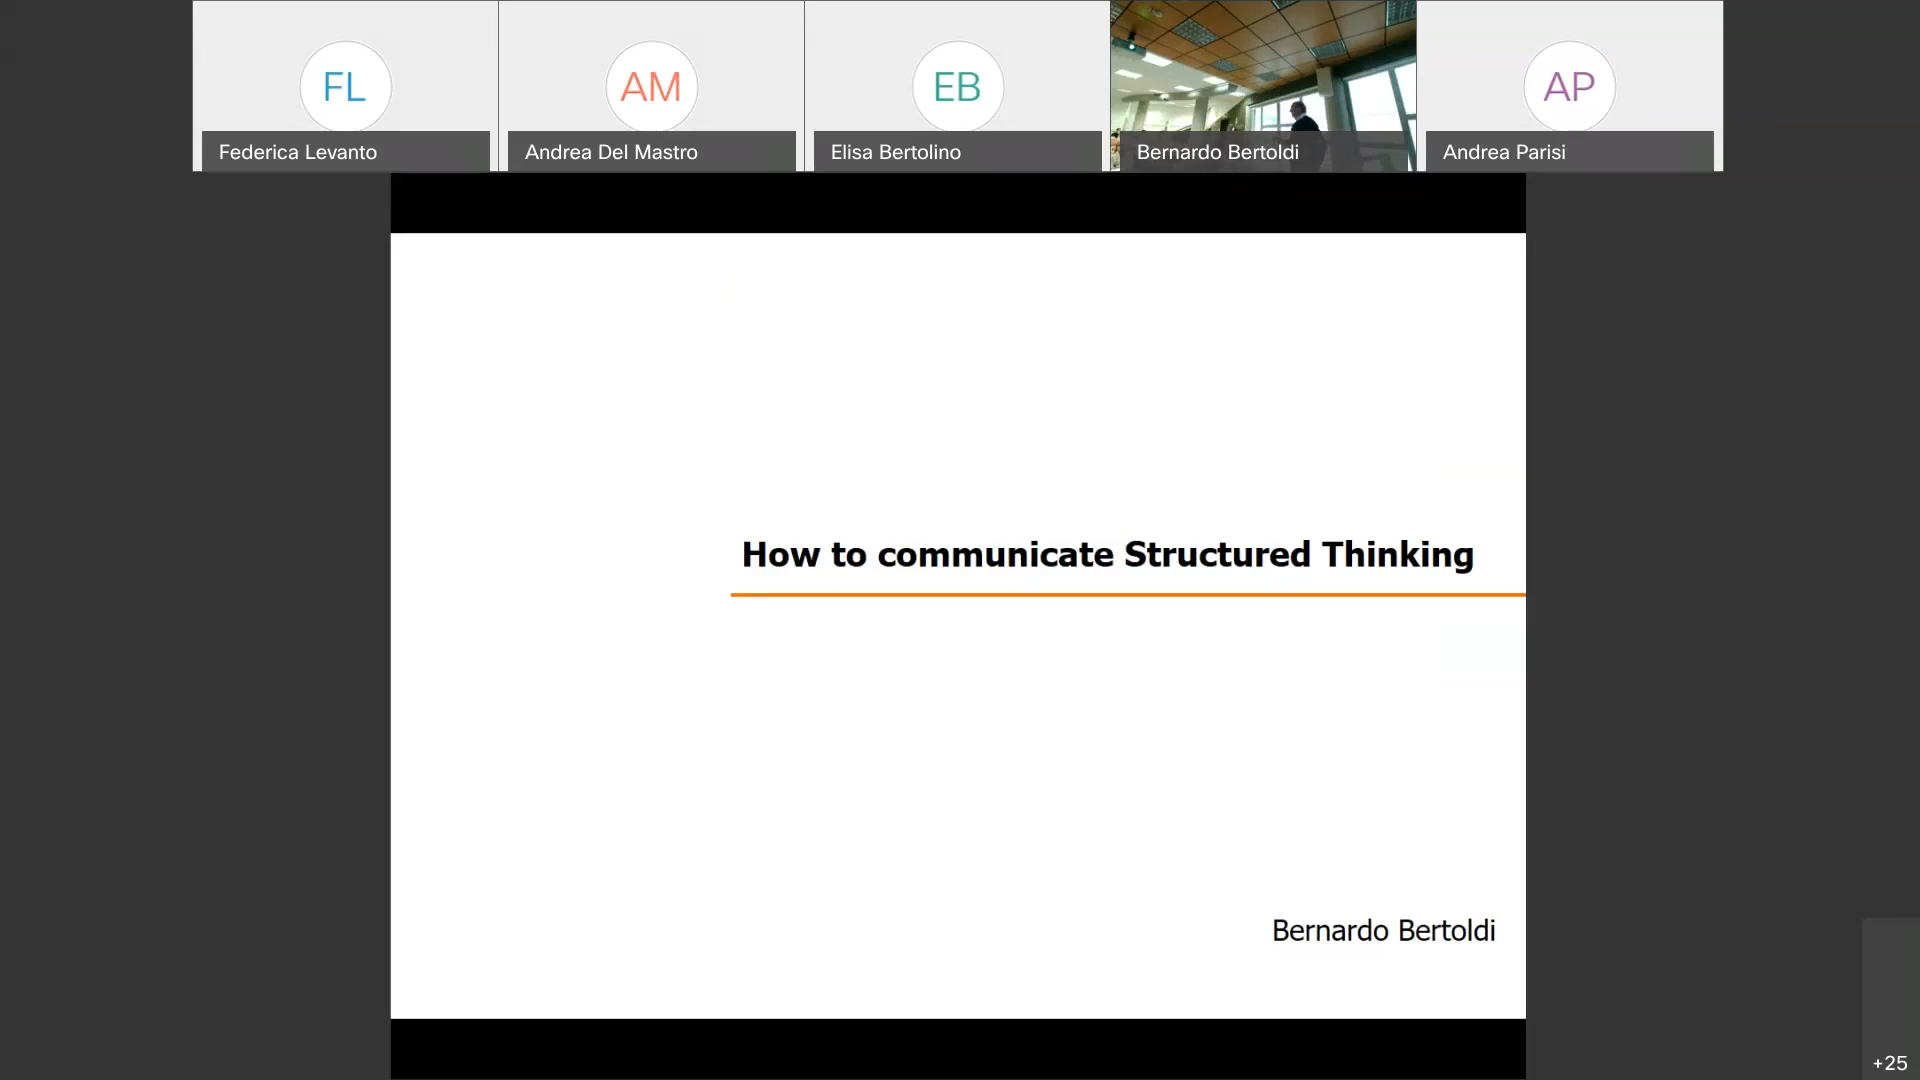 FL
AM
EB
AP
Federica Levanto
Andrea Del Mastro
Elisa Bertolino
Bernardo Bertoldi
Andrea Parisi
How to communicate Structured Thinking
Bernardo Bertoldi
+25